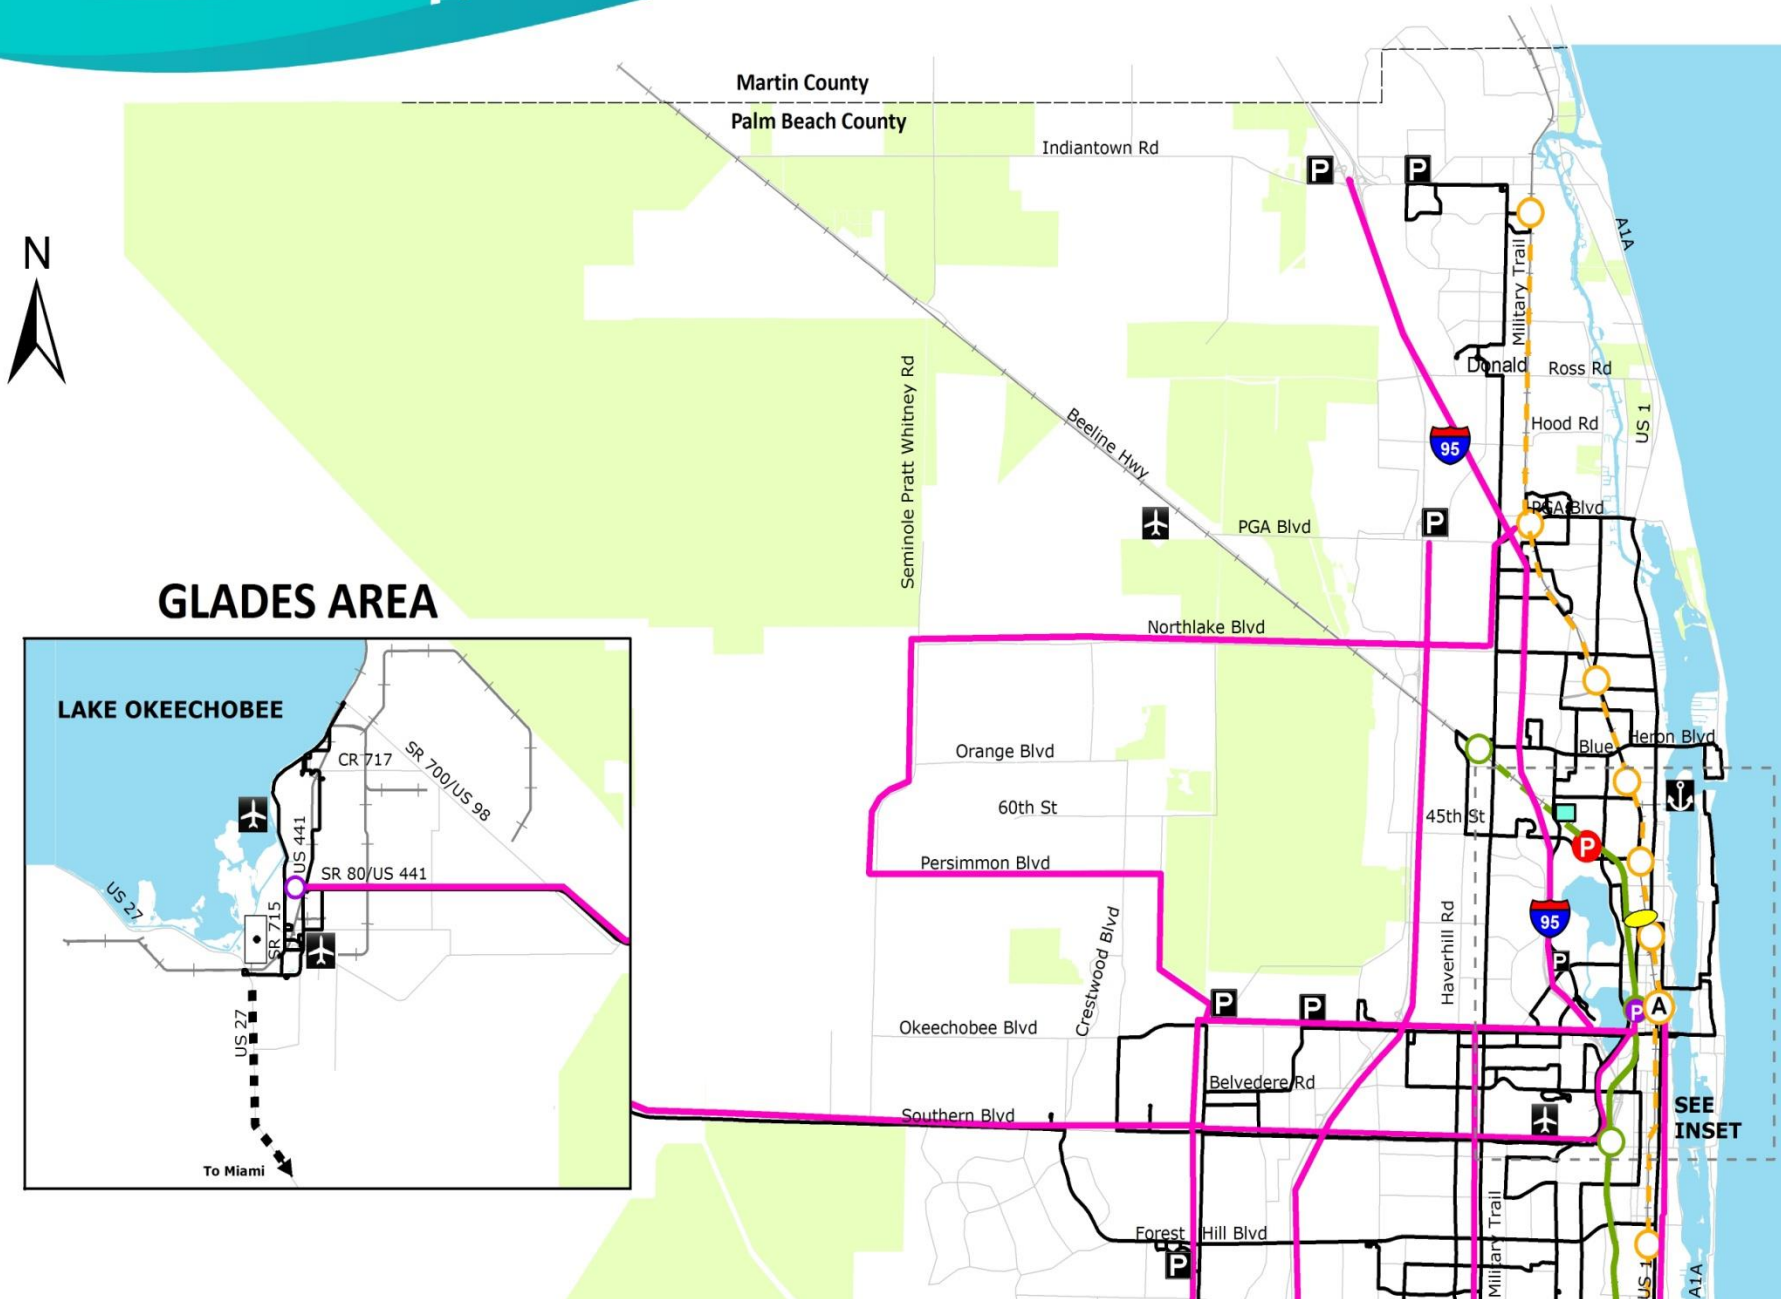 Martin County
Palm Beach County
Indiantown Rd
P
P
N
A1A
Military Trail
Donald Ross Rd
Seminole Pratt Whitney Rd
Beeline Hwy
Hood Rd
US 1
95
PGA Blvd
P
PGA Blvd
GLADES AREA
Northlake Blvd
LAKE OKEECHOBEE
CR 717
SR 700/US 98
Orange Blvd
Blue Heron Blvd
60th St
45th St
US 441
P
Persimmon Blvd
SR 80/US 441
US 27
SR 715
95
Haverhill Rd
Crestwood Blvd
P
P
P
P
A
US 27
Okeechobee Blvd
Belvedere Rd
Southern Blvd
SEE
INSET
To Miami
Forest Hill Blvd
P
Military Trail
US 1
A1A